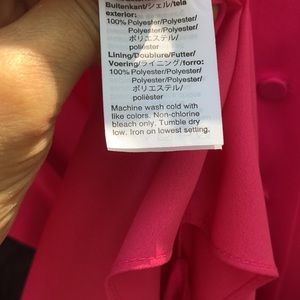 Buitenkant/シェル/tela
exterior:
100% Polyester/Polyester/
Polyester/Polyester/
ポリエステル/
poliéster
Lining/Doublure/Futter/
Voering/ライニング/forro:
100% Polyester/Polyester/
Polyester/Polyester/
ポリエステル/
poliéster
Machine wash cold with
like colors. Non-chlorine
bleach only. Tumble dry
low. Iron on lowest setting.